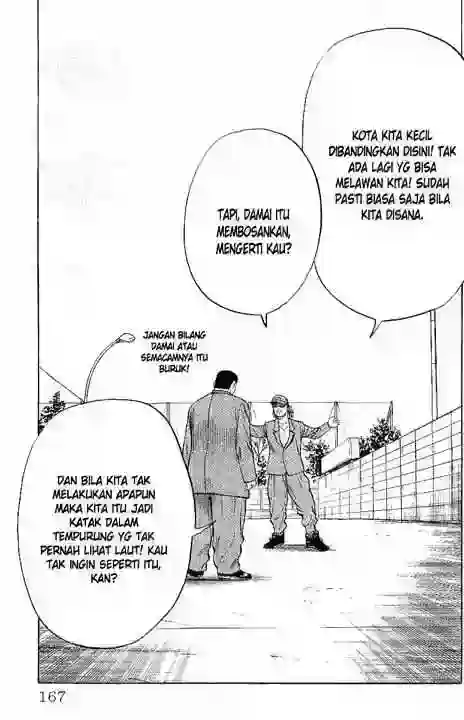 KOTA KITA KECIL
DIBANDINGKAN DISINI! TAK
ADA LAGI YG BISA
MELAWAN KITA! SUDAH
PASTI BIASA SAJA BILA
KITA DISANA.
TAPI, DAMAI ITU
MEMBOSANKAN,
MENGERTI KAU?
JANGAN BILANG
DAMAI ATAU
SEMACAMNYA ITU
BURUK!
DAN BILA KITA TAK
MELAKUKAN APAPUN
MAKA KITA ITU JADI
KATAK DALAM
TEMPURUNG YG TAK
PERNAH LIHAT LAUT! KAU
TAK INGIN SEPERTI ITU,
KAN?
167